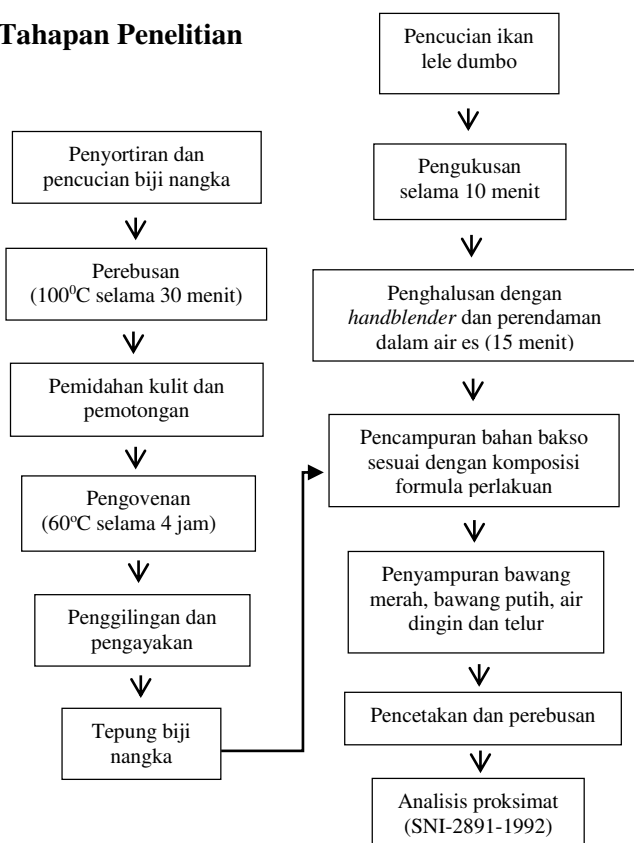 Tahapan Penelitian
Penyortiran dan
pencucian biji nangka
Perebusan
(100⁰C selama 30 menit)
Pemidahan kulit dan
pemotongan
Pengovenan
(60°C selama 4 jam)
Penggilingan dan
pengayakan
Tepung biji
nangka
Pencucian ikan
lele dumbo
Pengukusan
selama 10 menit
Penghalusan dengan
handblender dan perendaman
dalam air es (15 menit)
Pencampuran bahan bakso
sesuai dengan komposisi
formula perlakuan
Penyampuran bawang
merah, bawang putih, air
dingin dan telur
Pencetakan dan perebusan
Analisis proksimat
(SNI-2891-1992)